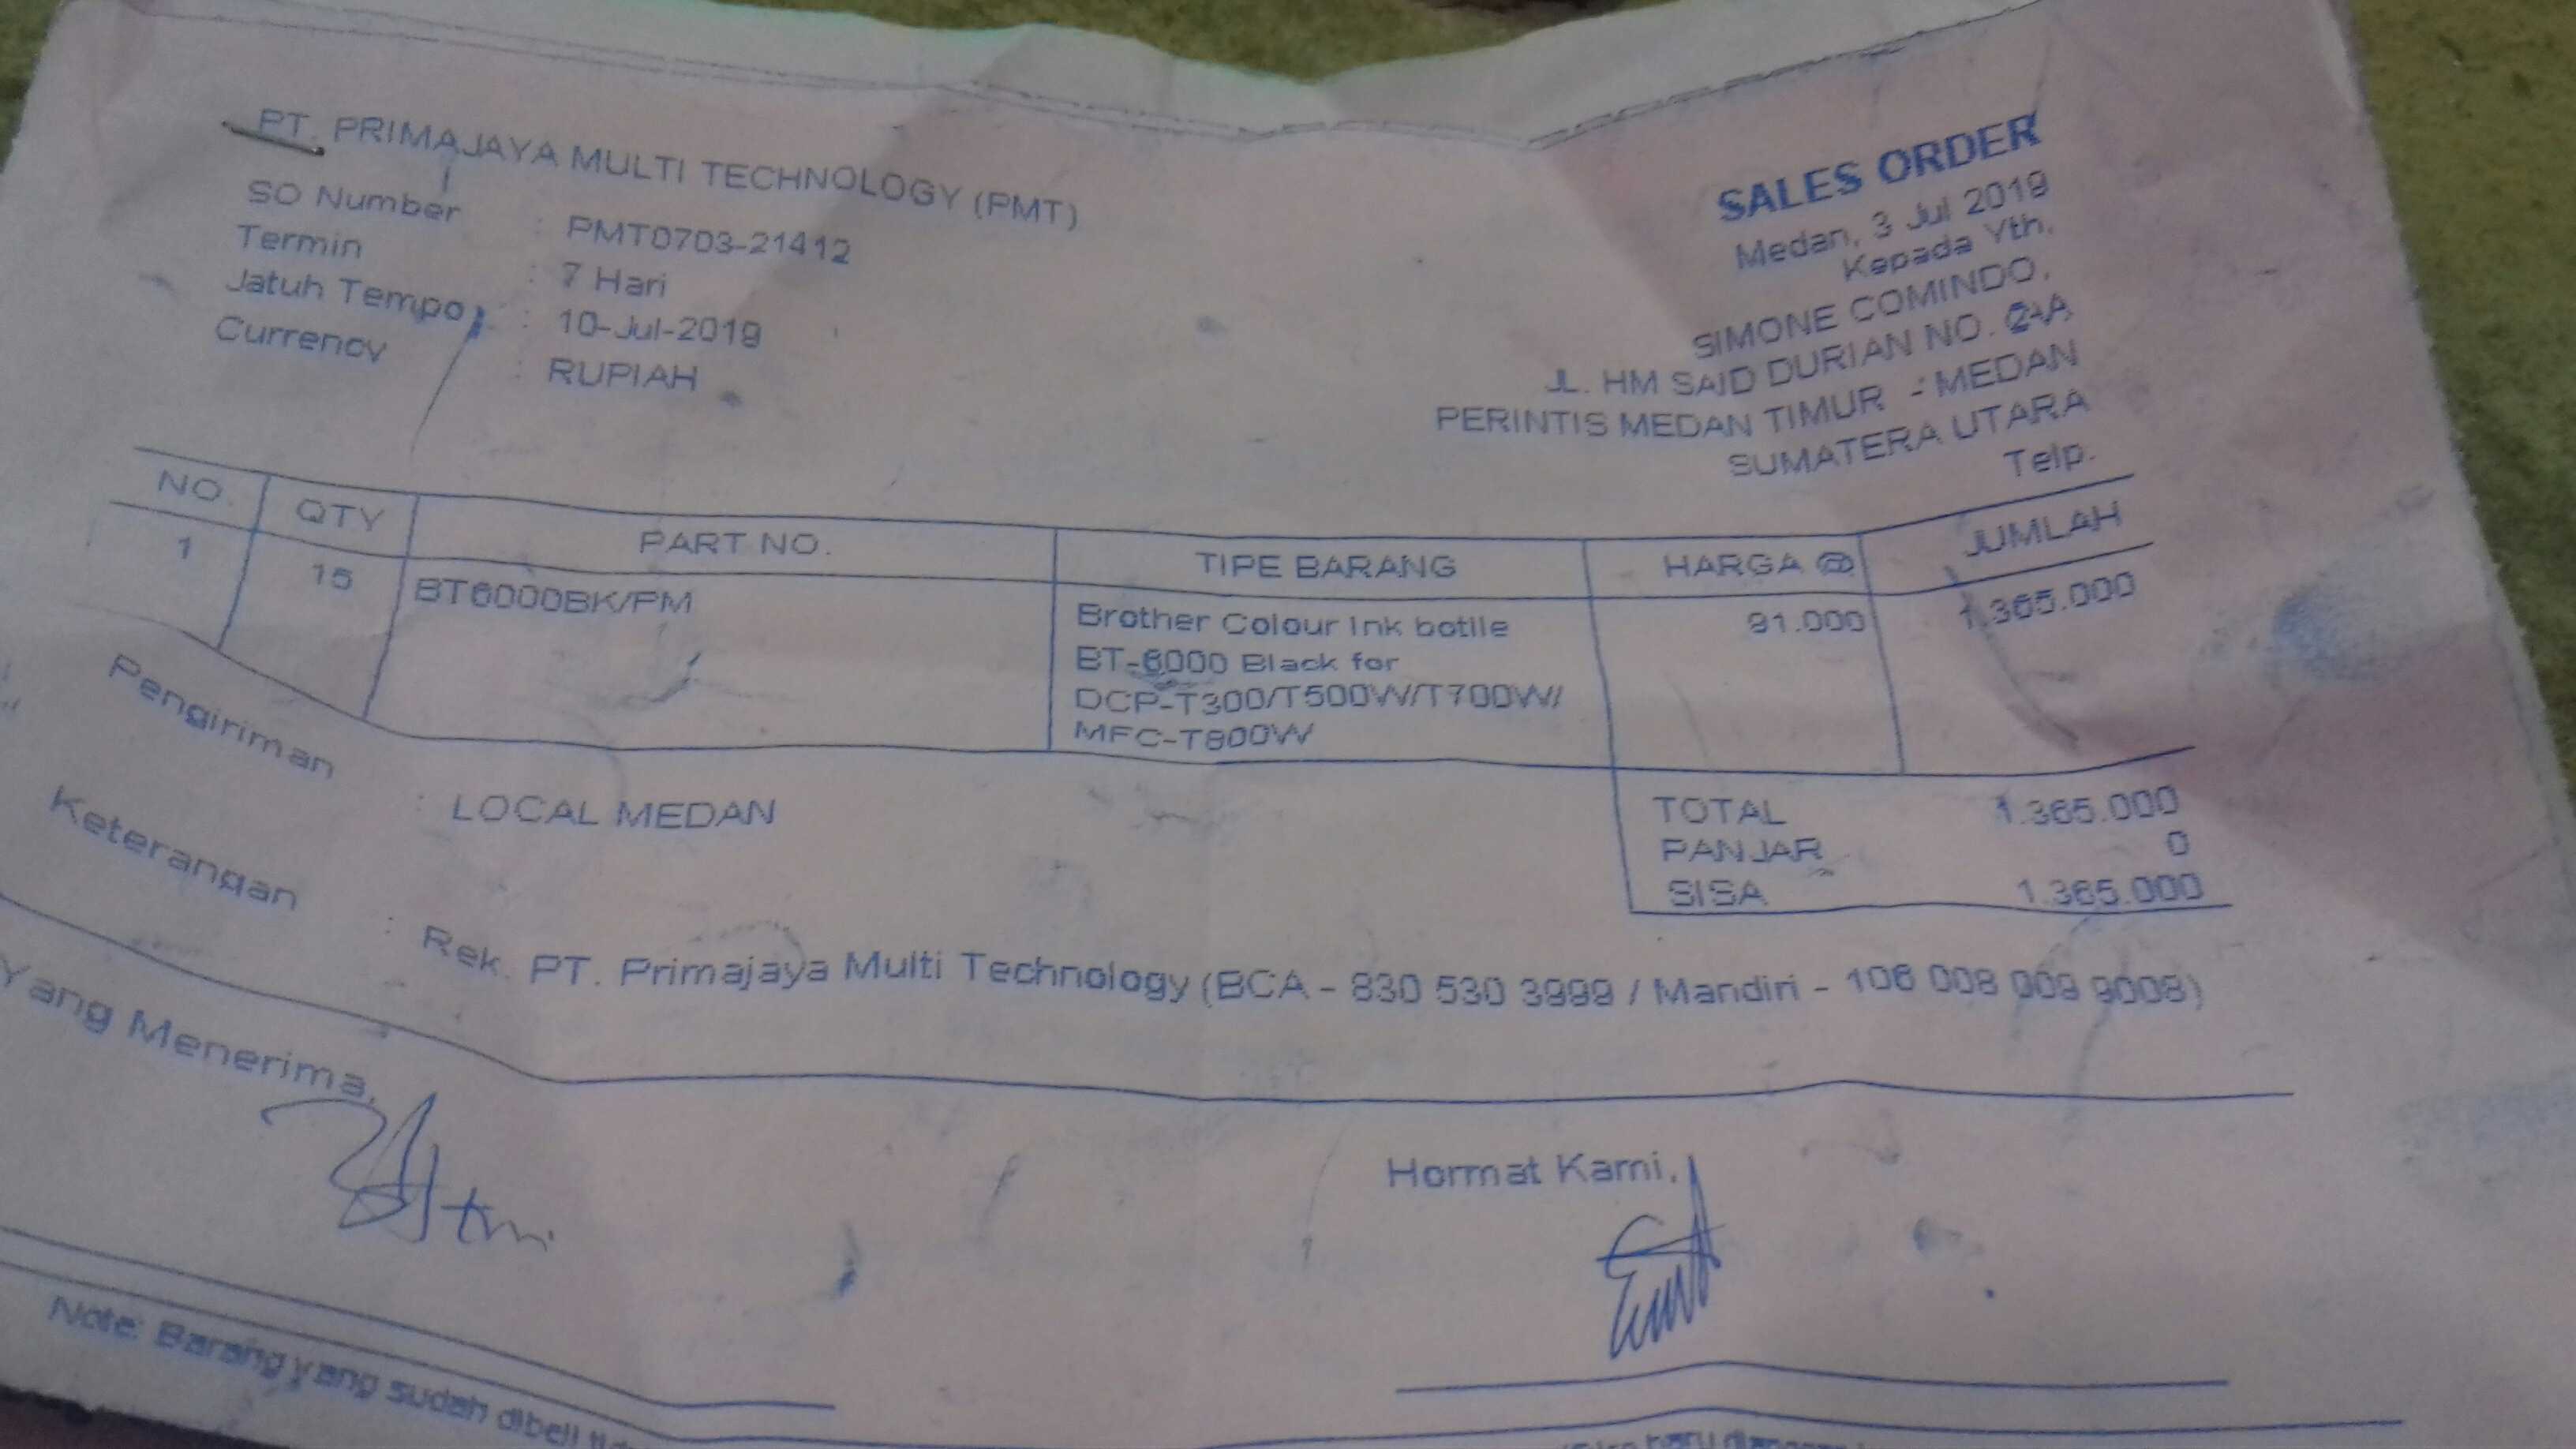 PT. PRIMAJAYA MULTI TECHNOLOGY (PMT)
SALES ORDER
SO Number : PMT0703-21412
Termin : 7 Hari
Jatuh Tempo : 10-Jul-2019
Currency : RUPIAH
Medan, 3 Jul 2019
Kepada Yth.
SIMONE COMINDO,
JL. HM SAID DURIAN NO. 2-A
PERINTIS MEDAN TIMUR - MEDAN
SUMATERA UTARA
Telp.
NO. QTY PART NO. TIPE BARANG HARGA @ JUMLAH
1 15 BT6000BK/PM Brother Colour Ink botlle 91.000 1.365.000
BT-6000 Black for
DCP-T300/T500W/T700W/
MFC-T800W
Pengiriman : LOCAL MEDAN
TOTAL 1.365.000
PANJAR 0
SISA 1.365.000
Keterangan : Rek. PT. Primajaya Multi Technology (BCA - 830 530 3999 / Mandiri - 106 008 009 9008)
Yang Menerima,
Hormat Kami,
Note: Barang yang sudah dibeli
baru